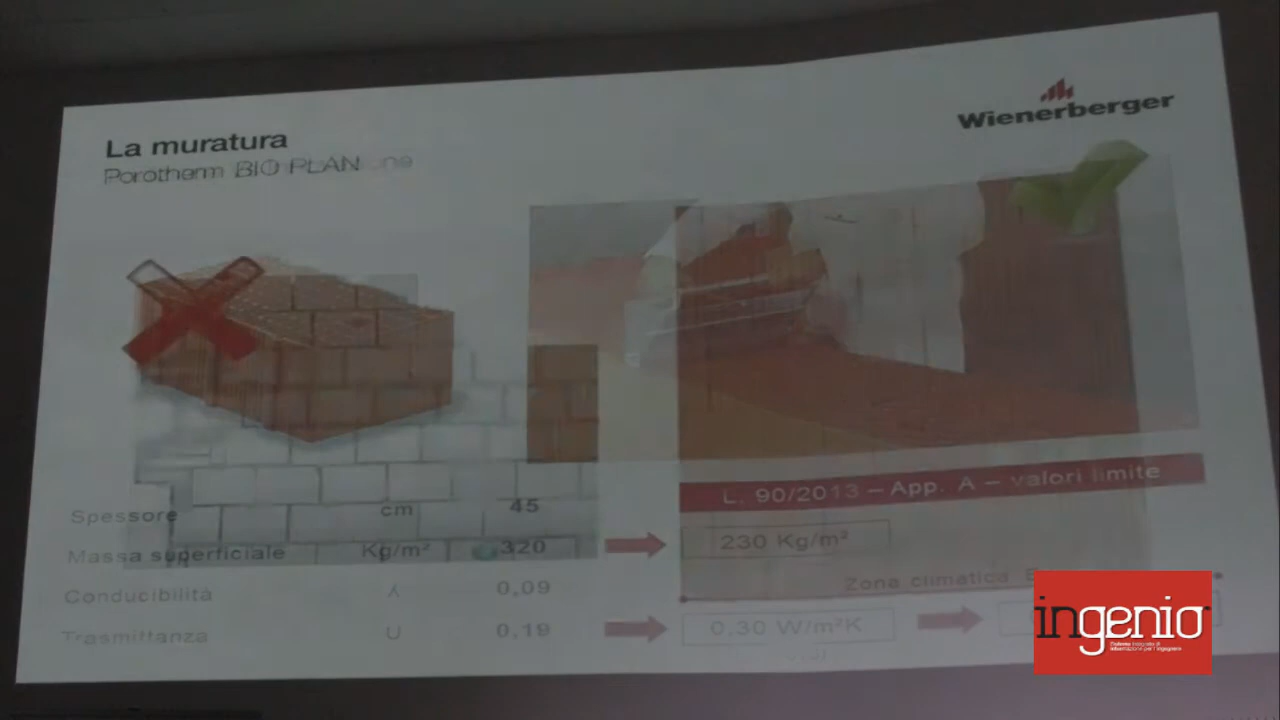 Wienerberger
La muratura
Porotherm BIO PLAN
L. 90/2013 – App. A – valori limite
Spessore cm 45
Massa superficiale Kg/m² 320 230 Kg/m²
Zona climatica
Conducibilità λ 0,09
Trasmittanza U 0,19 0,30 W/m²K
ingenio